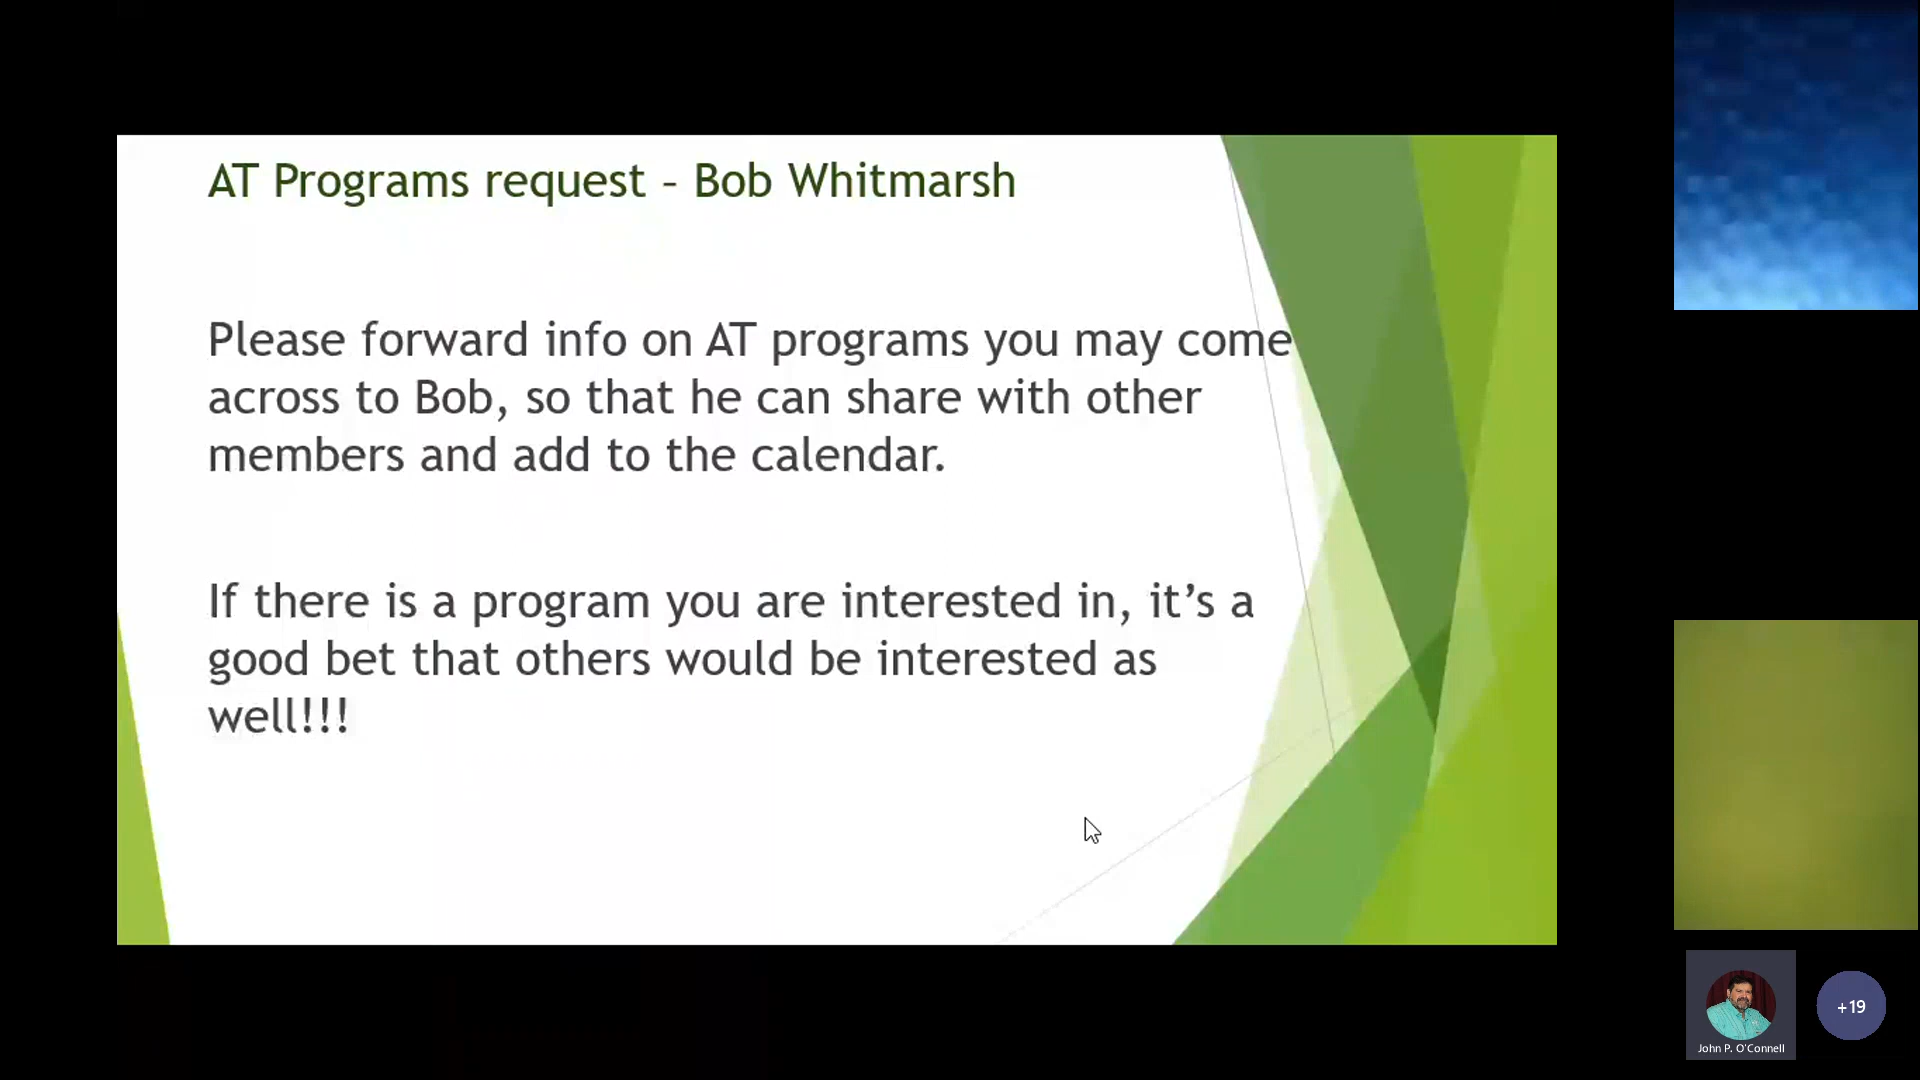 AT Programs request – Bob Whitmarsh
Please forward info on AT programs you may come
across to Bob, so that he can share with other
members and add to the calendar.
If there is a program you are interested in, it’s a
good bet that others would be interested as
well!!!
John P. O'Connell
+19